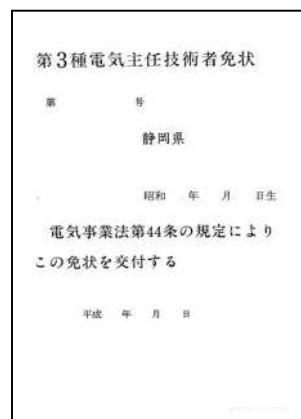 第3種電気主任技術者免状
第 号
静岡県
昭和 年 月 日生
電気事業法第44条の規定により
この免状を交付する
平成 年 月 日